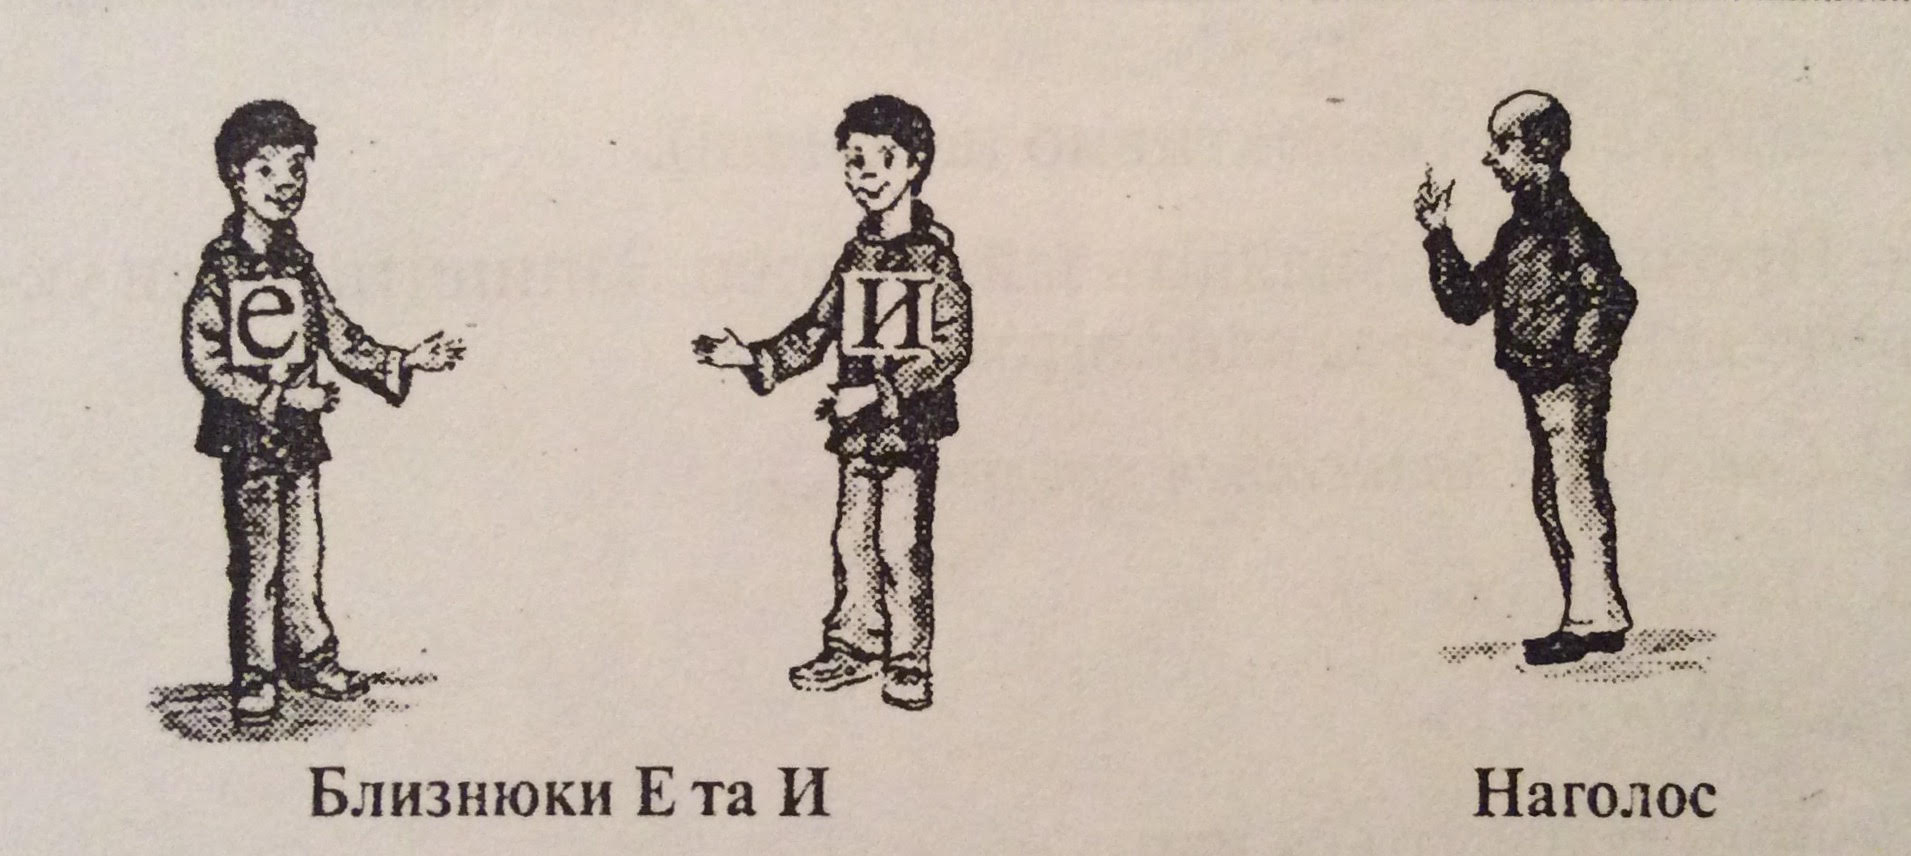 е
и
Близнюки Е та И
Наголос